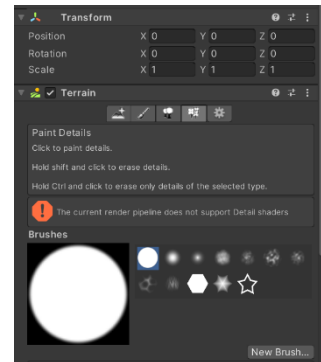 Transform
Position X 0 Y 0 Z 0
Rotation X 0 Y 0 Z 0
Scale X 1 Y 1 Z 1
Terrain
Paint Details
Click to paint details.
Hold shift and click to erase details.
Hold Ctrl and click to erase only details of the selected type.
The current render pipeline does not support Detail shaders
Brushes
New Brush...